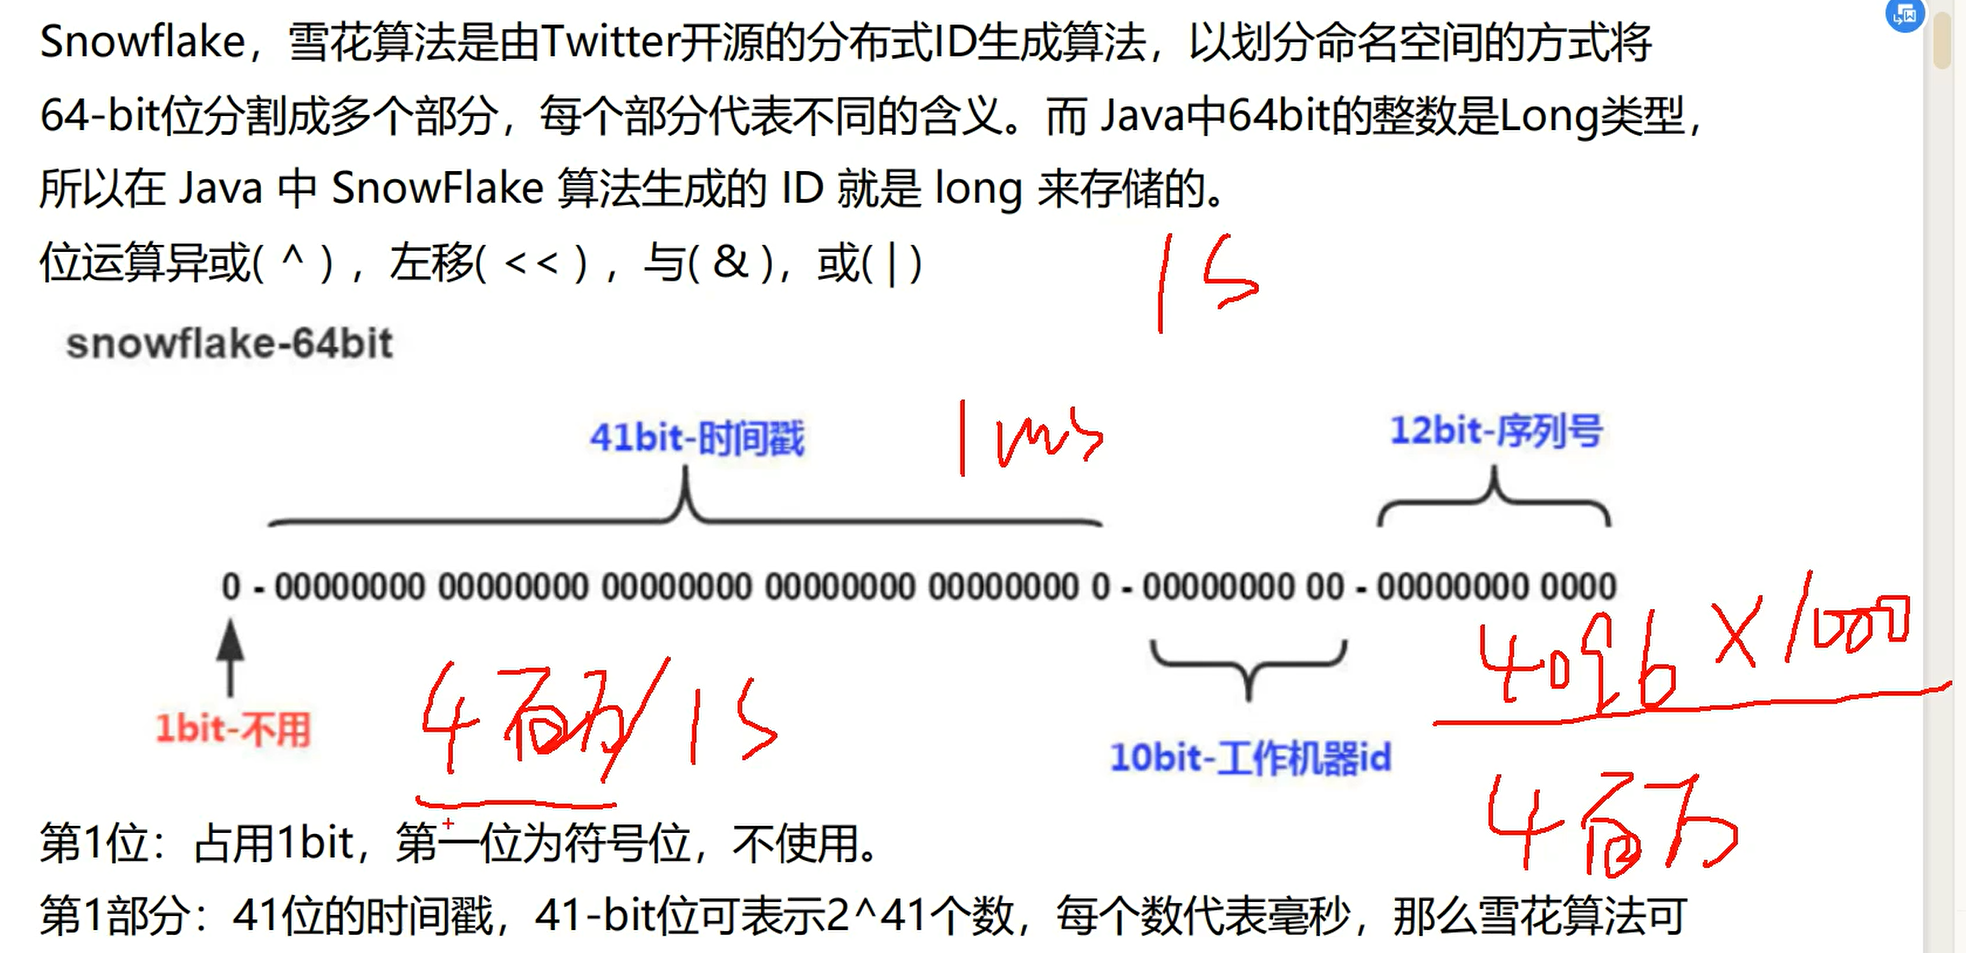 Snowflake，雪花算法是由Twitter开源的分布式ID生成算法，以划分命名空间的方式将
64-bit位分割成多个部分，每个部分代表不同的含义。而 Java中64bit的整数是Long类型，
所以在 Java 中 SnowFlake 算法生成的 ID 就是 long 来存储的。
位运算异或( ^ ) ，左移( << ) ，与( & )，或( | )
1S
snowflake-64bit
41bit-时间戳
1ms
12bit-序列号
0 - 00000000 00000000 00000000 00000000 00000000 0 - 00000000 00 - 00000000 0000
4096 X 1000
4百万/1S
1bit-不用
10bit-工作机器id
4百万
第1位：占用1bit，第一位为符号位，不使用。
第1部分：41位的时间戳，41-bit位可表示2^41个数，每个数代表毫秒，那么雪花算法可